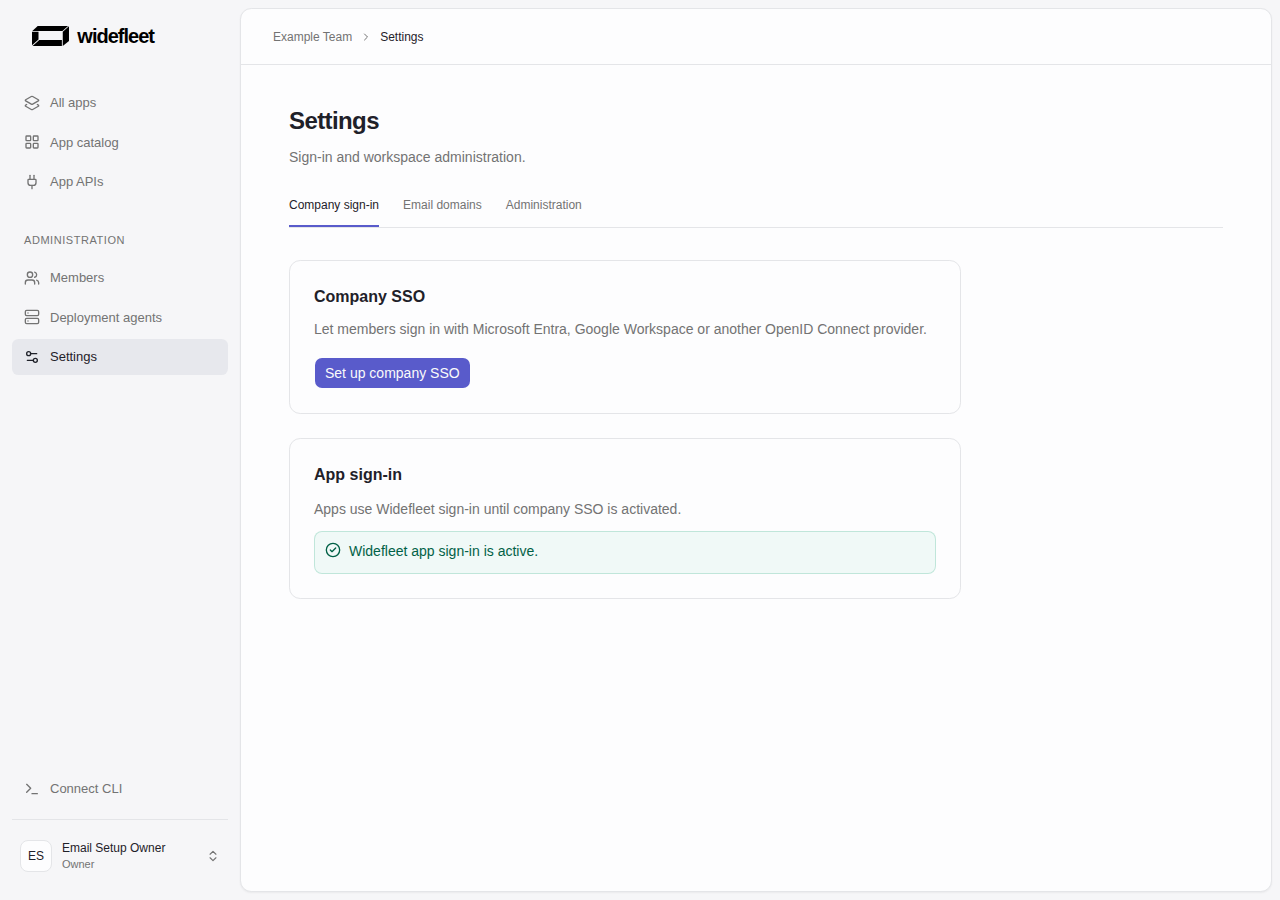 widefleet
All apps
App catalog
App APIs
ADMINISTRATION
Members
Deployment agents
Settings
Connect CLI
ES
Email Setup Owner
Owner
Example Team
Settings
Settings
Sign-in and workspace administration.
Company sign-in
Email domains
Administration
Company SSO
Let members sign in with Microsoft Entra, Google Workspace or another OpenID Connect provider.
Set up company SSO
App sign-in
Apps use Widefleet sign-in until company SSO is activated.
Widefleet app sign-in is active.